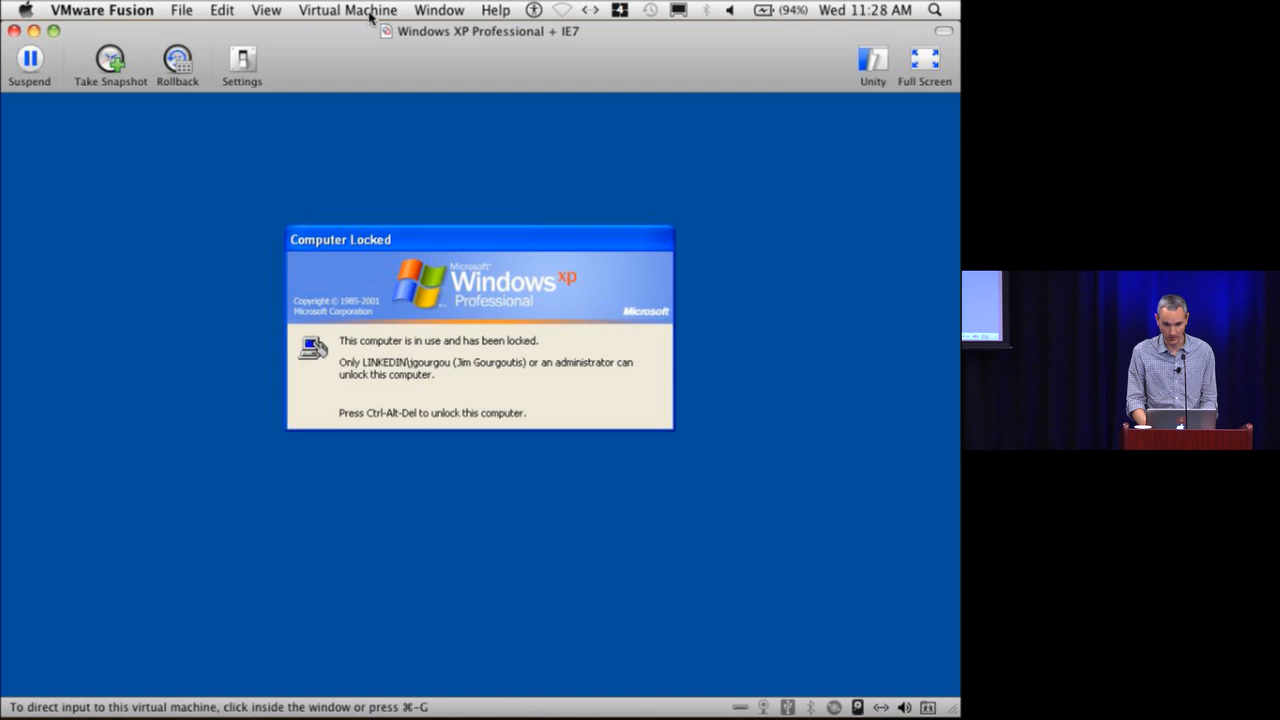 VMware Fusion File Edit View Virtual Machine Window Help (94%) Wed 11:28 AM
Windows XP Professional + IE7
Suspend Take Snapshot Rollback Settings Unity Full Screen
Computer Locked
Microsoft
Windows xp
Professional
Copyright © 1985-2001
Microsoft Corporation
Microsoft
This computer is in use and has been locked.
Only LINKEDIN\jgourgou (Jim Gourgoutis) or an administrator can
unlock this computer.
Press Ctrl-Alt-Del to unlock this computer.
To direct input to this virtual machine, click inside the window or press ⌘-G